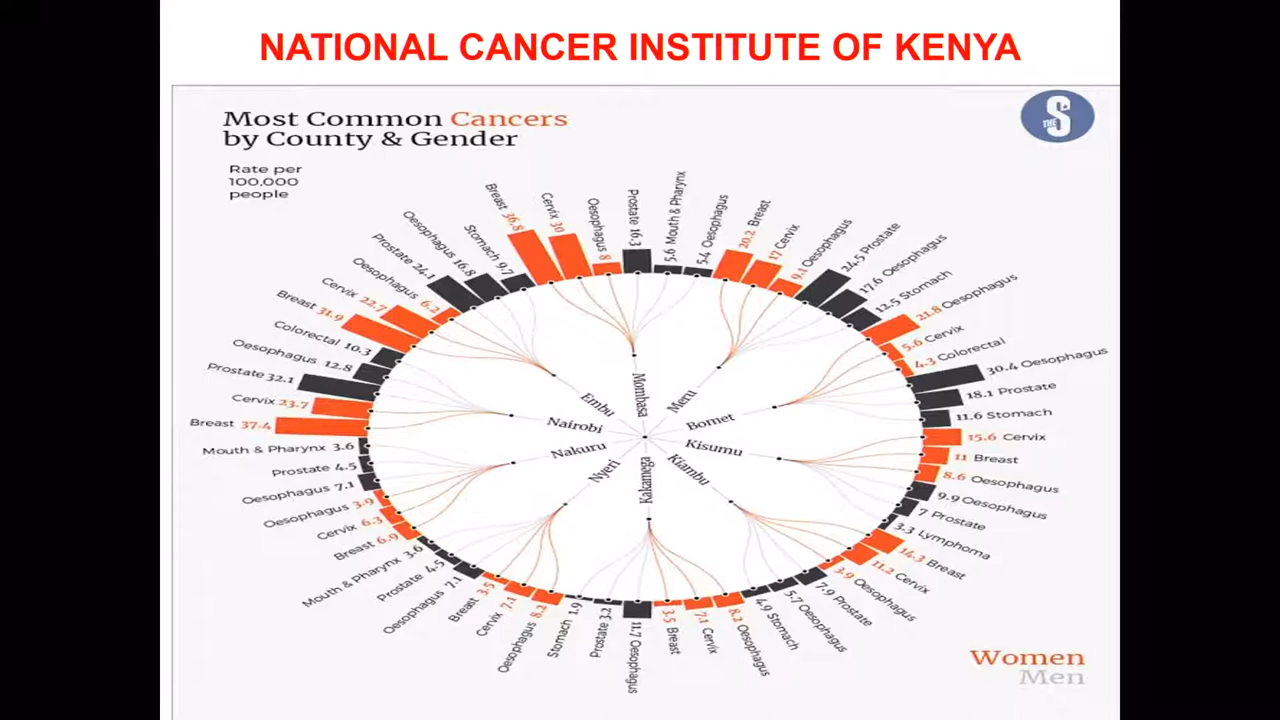 NATIONAL CANCER INSTITUTE OF KENYA
Most Common Cancers
by County & Gender
Rate per
100,000
people
THE S
Breast 36.8
Cervix 30
Oesophagus 8
Prostate 16.3
5.6 Mouth & Pharynx
5.4 Oesophagus
20.2 Breast
17 Cervix
9.1 Oesophagus
24.5 Prostate
17.6 Oesophagus
12.5 Stomach
21.8 Oesophagus
5.6 Cervix
4.3 Colorectal
30.4 Oesophagus
18.1 Prostate
11.6 Stomach
15.6 Cervix
11 Breast
8.6 Oesophagus
9.9 Oesophagus
7 Prostate
3.3 Lymphoma
14.3 Breast
11.2 Cervix
3.9 Oesophagus
7.9 Prostate
5.7 Oesophagus
4.9 Stomach
8.2 Oesophagus
7.1 Cervix
3.5 Breast
11.7 Oesophagus
Prostate 3.2
Stomach 1.9
Oesophagus 8.2
Cervix 7.1
Breast 3.5
Oesophagus 7.1
Prostate 4.5
Mouth & Pharynx 3.6
Breast 6.9
Cervix 6.3
Oesophagus 3.9
Oesophagus 7.1
Prostate 4.5
Mouth & Pharynx 3.6
Breast 37.4
Cervix 23.7
Prostate 32.1
Oesophagus 12.8
Colorectal 10.3
Breast 31.9
Cervix 22.7
Oesophagus 6.2
Prostate 24.1
Oesophagus 16.8
Stomach 9.7
Mombasa
Meru
Bomet
Kisumu
Kiambu
Kakamega
Nyeri
Nakuru
Nairobi
Embu
Women
Men